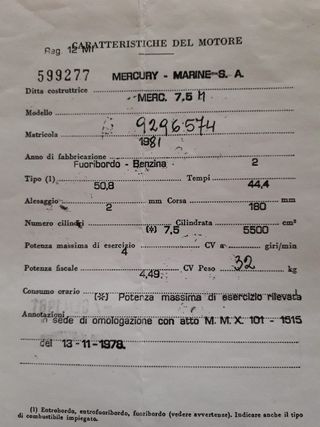 CARATTERISTICHE DEL MOTORE
Rag. 12 MI
599277 MERCURY - MARINE S. A.
Ditta costruttrice
MERC. 7,5 M
Modello
9296574
Matricola
1981
Anno di fabbricazione
Fuoribordo - Benzina 2
Tipo (1) Tempi
50,8 44,4
Alesaggio mm Corsa mm
2 180
Numero cilindri Cilindrata cm³
(*) 7,5 5500
Potenza massima di esercizio CV a giri/min
4
Potenza fiscale CV Peso 32 kg
4,49
Consumo orario
(*) Potenza massima di esercizio rilevata
Annotazioni
in sede di omologazione con atto M. M. X. 101 - 1515
del 13-11-1978.
(1) Entrobordo, entrofuoribordo, fuoribordo (vedere avvertenze). Indicare anche il tipo
di combustibile impiegato.